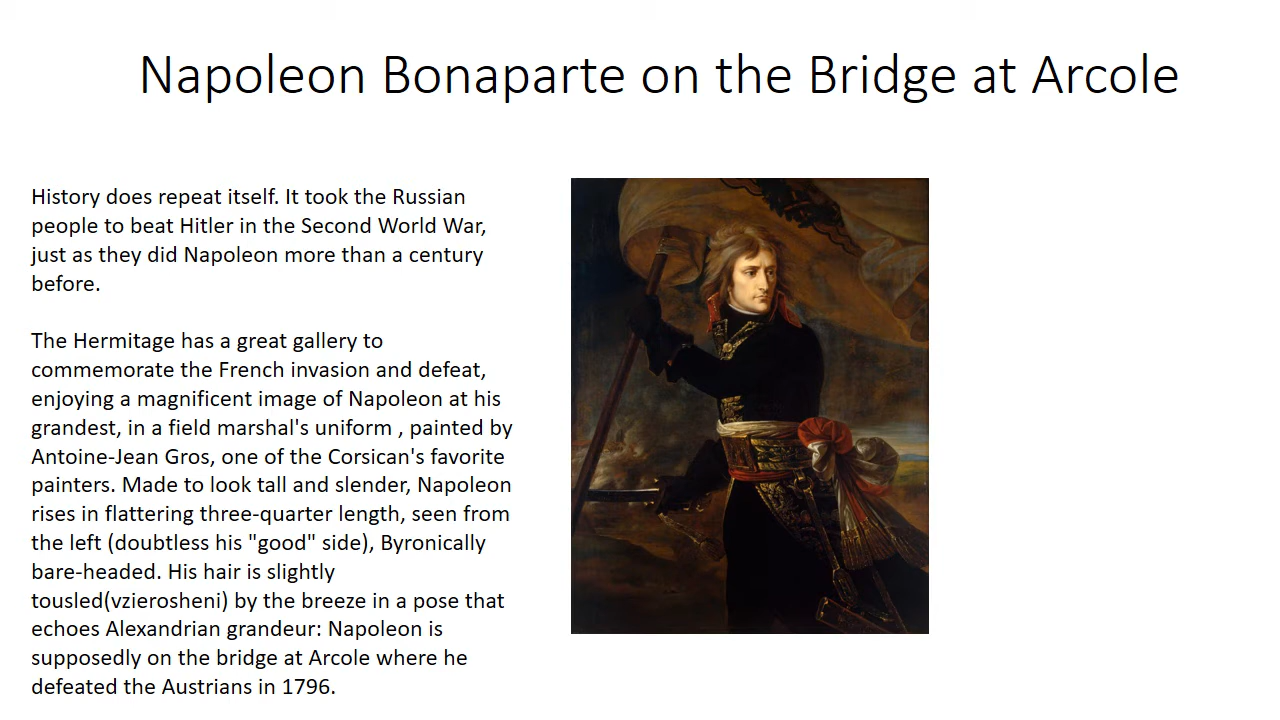 Napoleon Bonaparte on the Bridge at Arcole
History does repeat itself. It took the Russian
people to beat Hitler in the Second World War,
just as they did Napoleon more than a century
before.
The Hermitage has a great gallery to
commemorate the French invasion and defeat,
enjoying a magnificent image of Napoleon at his
grandest, in a field marshal's uniform , painted by
Antoine-Jean Gros, one of the Corsican's favorite
painters. Made to look tall and slender, Napoleon
rises in flattering three-quarter length, seen from
the left (doubtless his "good" side), Byronically
bare-headed. His hair is slightly
tousled(vzierosheni) by the breeze in a pose that
echoes Alexandrian grandeur: Napoleon is
supposedly on the bridge at Arcole where he
defeated the Austrians in 1796.